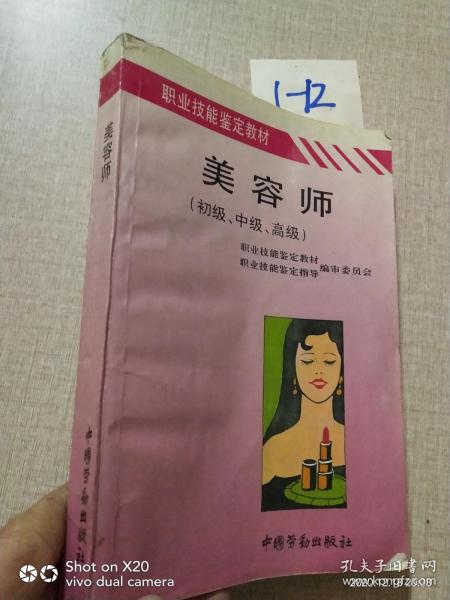 1-12
职业技能鉴定教材
美容师
美容师
(初级、中级、高级)
职业技能鉴定教材
职业技能鉴定指导 编审委员会
中国劳动出版社
中国劳动出版社
Shot on X20
vivo dual camera
孔夫子旧书网